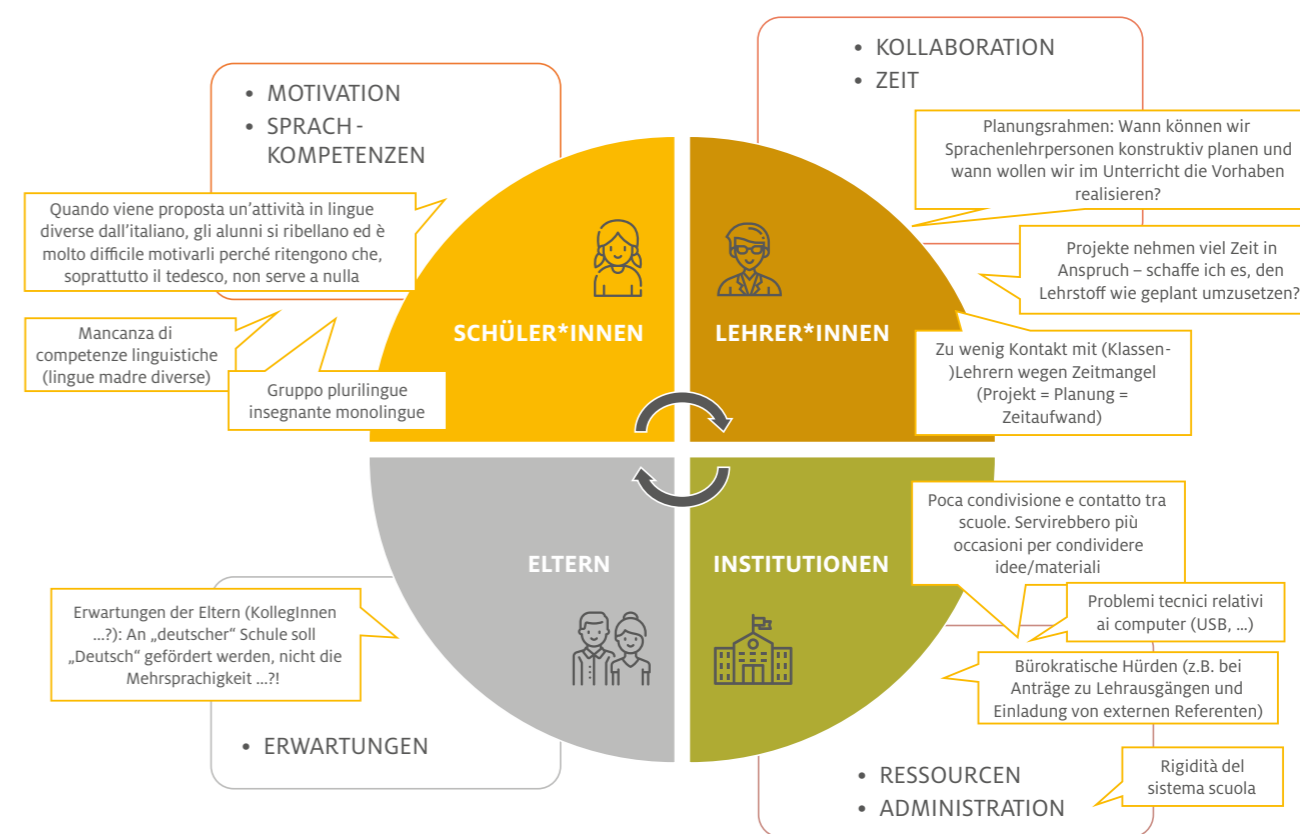 • MOTIVATION
• SPRACH-
KOMPETENZEN
Quando viene proposta un'attività in lingue
diverse dall'italiano, gli alunni si ribellano ed è
molto difficile motivarli perché ritengono che,
soprattutto il tedesco, non serve a nulla
Mancanza di
competenze linguistiche
(lingue madre diverse)
Gruppo plurilingue
insegnante monolingue
SCHÜLER*INNEN
• KOLLABORATION
• ZEIT
Planungsrahmen: Wann können wir
Sprachenlehrpersonen konstruktiv planen und
wann wollen wir im Unterricht die Vorhaben
realisieren?
Projekte nehmen viel Zeit in
Anspruch – schaffe ich es, den
Lehrstoff wie geplant umzusetzen?
Zu wenig Kontakt mit (Klassen-
)Lehrern wegen Zeitmangel
(Projekt = Planung =
Zeitaufwand)
LEHRER*INNEN
ELTERN
Erwartungen der Eltern (KollegInnen
...?): An „deutscher“ Schule soll
„Deutsch“ gefördert werden, nicht die
Mehrsprachigkeit ...?!
• ERWARTUNGEN
INSTITUTIONEN
Poca condivisione e contatto tra
scuole. Servirebbero più
occasioni per condividere
idee/materiali
Problemi tecnici relativi
ai computer (USB, ...)
Bürokratische Hürden (z.B. bei
Anträge zu Lehrausgängen und
Einladung von externen Referenten)
Rigidità del
sistema scuola
• RESSOURCEN
• ADMINISTRATION